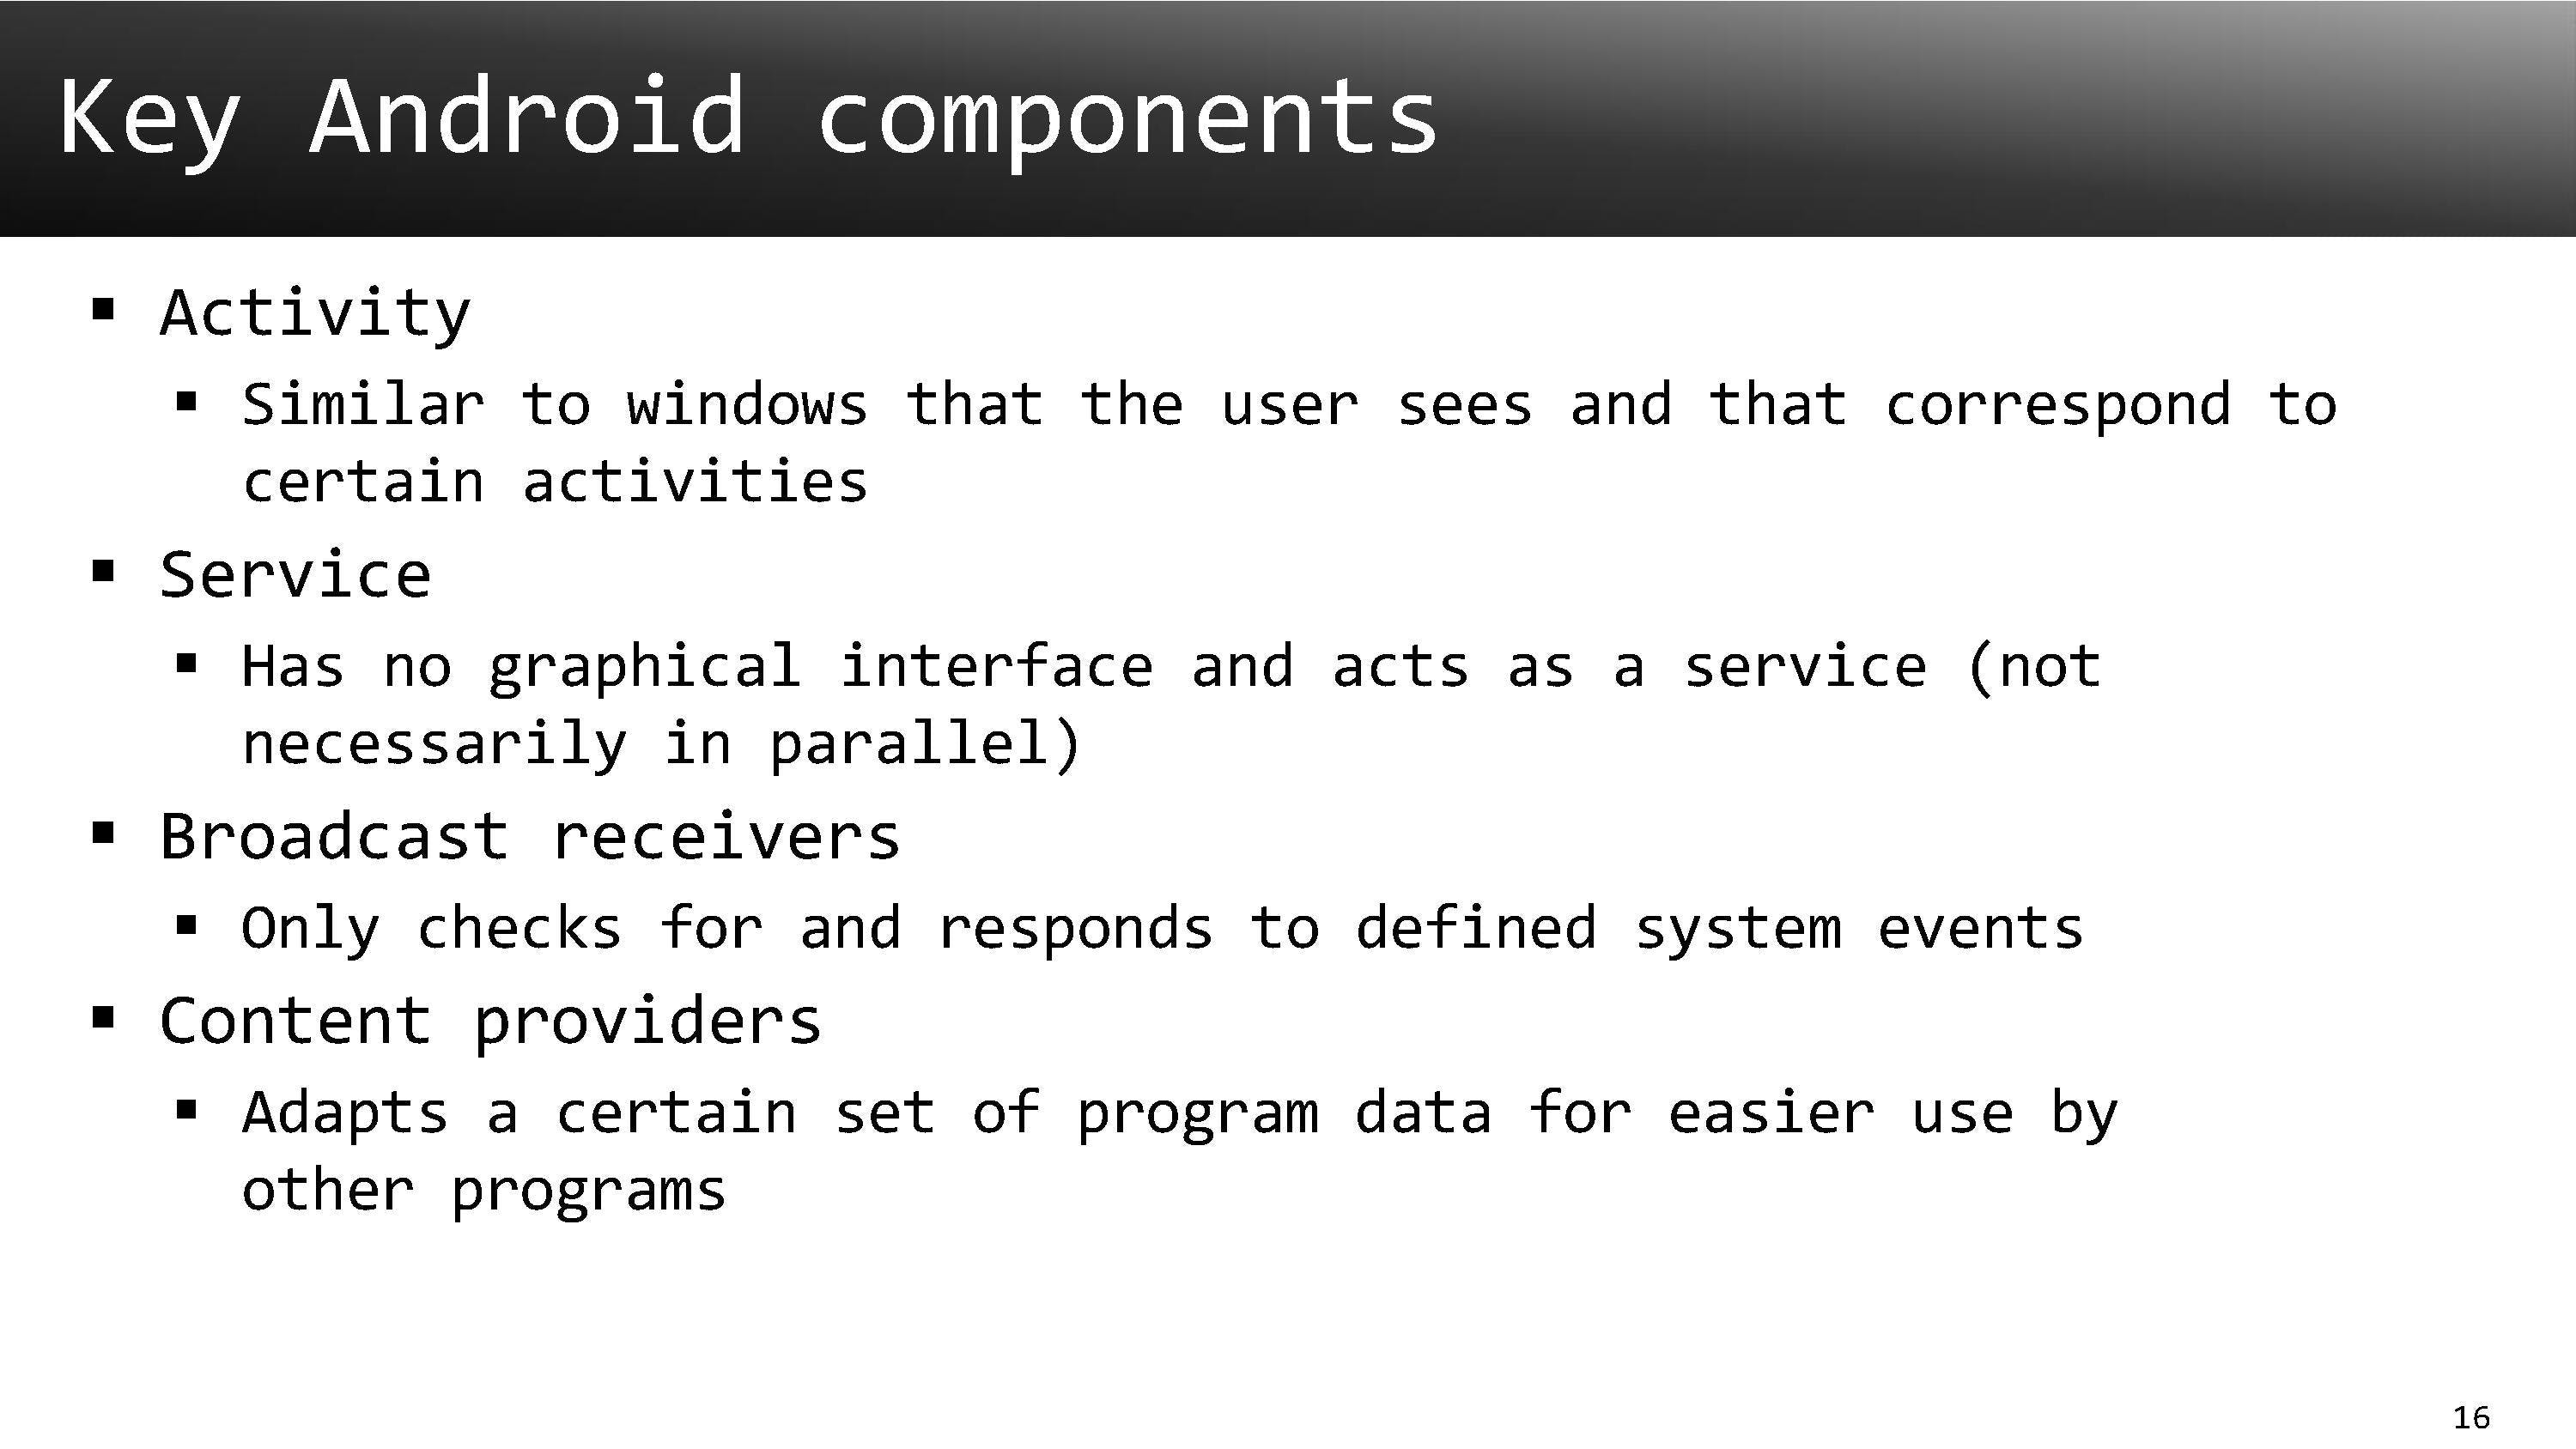 Key Android components
▪ Activity
▪ Similar to windows that the user sees and that correspond to
certain activities
▪ Service
▪ Has no graphical interface and acts as a service (not
necessarily in parallel)
▪ Broadcast receivers
▪ Only checks for and responds to defined system events
▪ Content providers
▪ Adapts a certain set of program data for easier use by
other programs
16